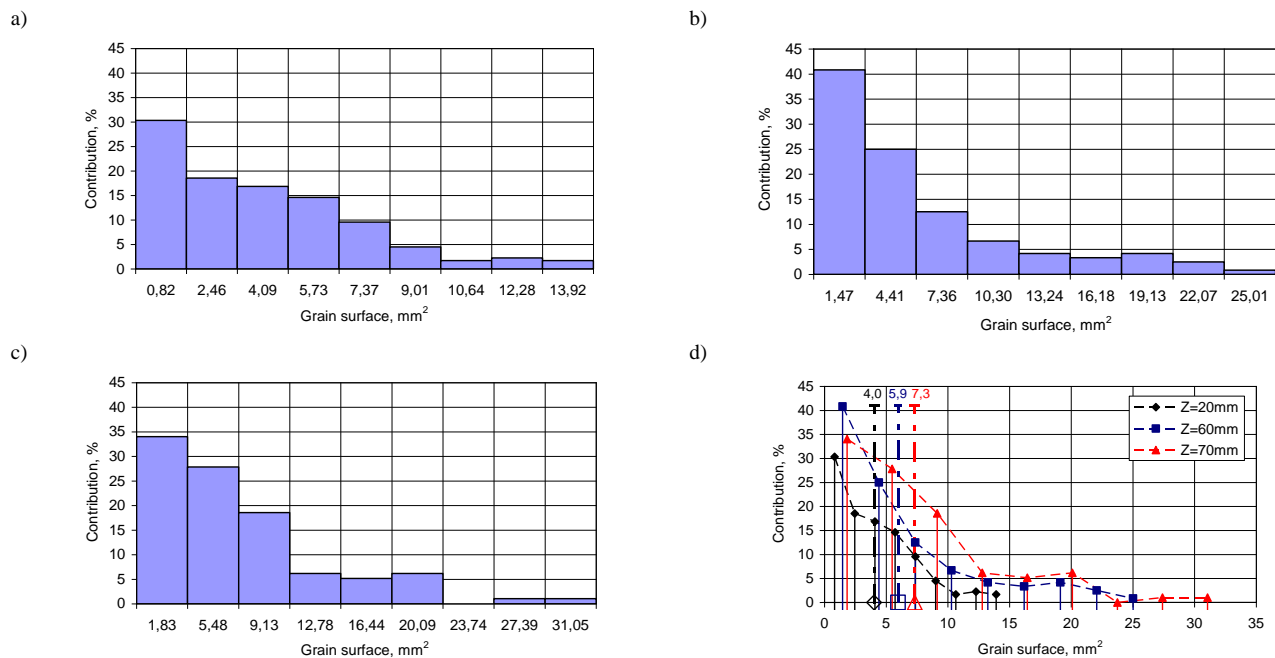 a)
45
40
35
30
25
20
15
10
5
0
Contribution, %
0,82 2,46 4,09 5,73 7,37 9,01 10,64 12,28 13,92
Grain surface, mm²
b)
45
40
35
30
25
20
15
10
5
0
Contribution, %
1,47 4,41 7,36 10,30 13,24 16,18 19,13 22,07 25,01
Grain surface, mm²
c)
45
40
35
30
25
20
15
10
5
0
Contribution, %
1,83 5,48 9,13 12,78 16,44 20,09 23,74 27,39 31,05
Grain surface, mm²
d)
45
40
35
30
25
20
15
10
5
0
Contribution, %
4,0 5,9 7,3
Z=20mm
Z=60mm
Z=70mm
0 5 10 15 20 25 30 35
Grain surface, mm²